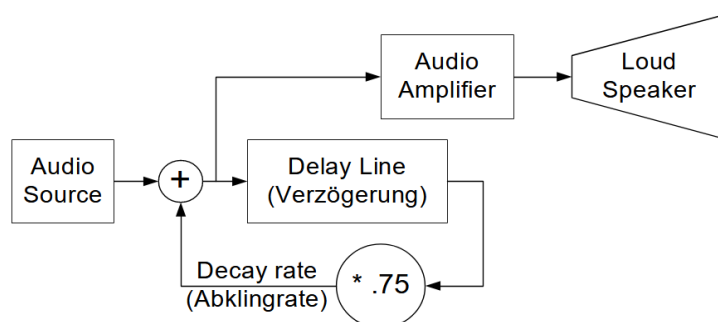 Audio
Amplifier
Loud
Speaker
Audio
Source
+
Delay Line
(Verzögerung)
Decay rate
(Abklingrate)
* .75